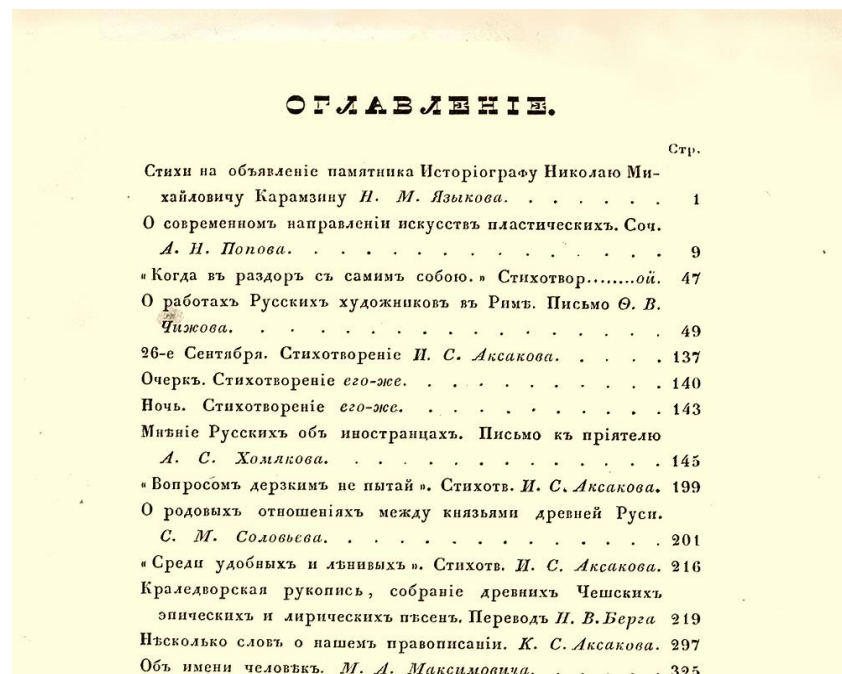 ОГЛАВЛЕНІЕ.
Стр.
Стихи на объявленіе памятника Исторіографу Николаю Ми-
хайловичу Карамзину Н. М. Языкова. . . . . . . 1
О современномъ направленіи искусствъ пластическихъ. Соч.
А. Н. Попова. . . . . . . . . . . . . . . 9
«Когда въ раздоръ съ самимъ собою.» Стихотвор........ой. 47
О работахъ Русскихъ художниковъ въ Римѣ. Письмо Ѳ. В.
Чижова. . . . . . . . . . . . . . . . . 49
26-е Сентября. Стихотвореніе И. С. Аксакова. . . . . 137
Очеркъ. Стихотвореніе его-же. . . . . . . . . . 140
Ночь. Стихотвореніе его-же. . . . . . . . . . 143
Мнѣніе Русскихъ объ иностранцахъ. Письмо къ пріятелю
А. С. Хомякова. . . . . . . . . . . . . 145
«Вопросомъ дерзкимъ не пытай». Стихотв. И. С. Аксакова. 199
О родовыхъ отношеніяхъ между князьями древней Руси.
С. М. Соловьева. . . . . . . . . . . . . 201
«Среди удобныхъ и лѣнивыхъ». Стихотв. И. С. Аксакова. 216
Краледворская рукопись, собраніе древнихъ Чешскихъ
эпическихъ и лирическихъ пѣсенъ. Переводъ Н. В. Берга 219
Нѣсколько словъ о нашемъ правописаніи. К. С. Аксакова. 297
Объ имени человѣкъ. М. А. Максимовича. . . . . . 325